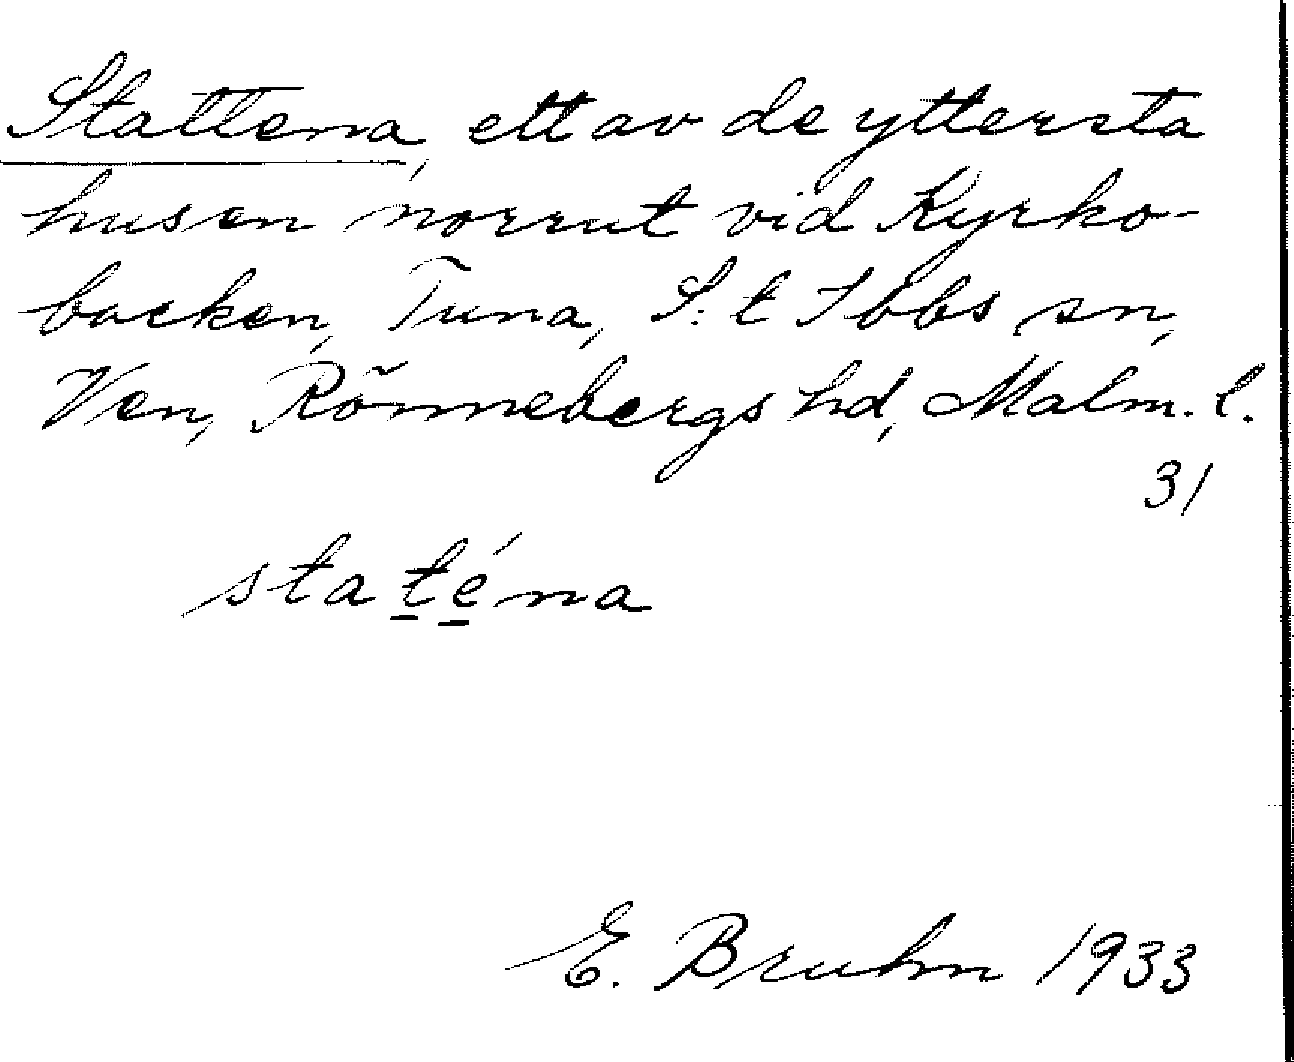 Stattena, ett av de yttersta
husen norrut vid Kyrko-
backen, Tuna, S:t Ibbs sn,
Ven, Rönnebergs hd, Malm. l.
31
staténa
E. Bruhn 1933